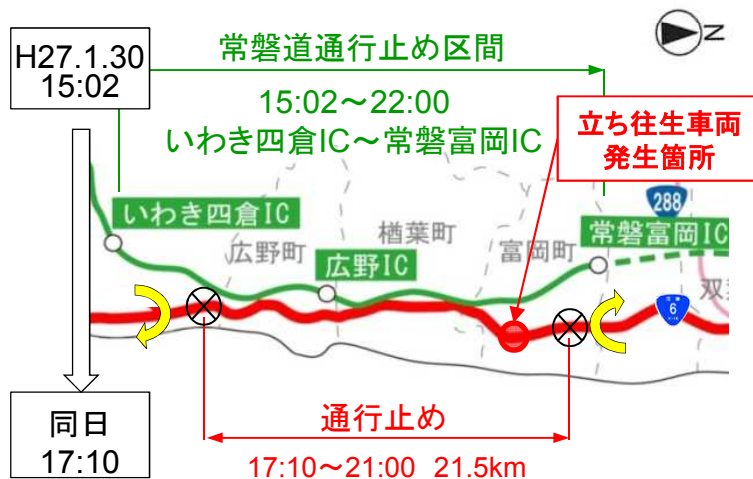 H27.1.30
15:02
常磐道通行止め区間
N
15:02～22:00
いわき四倉IC～常磐富岡IC
立ち往生車両
発生箇所
288
いわき四倉IC
広野町
楢葉町
広野IC
富岡町
常磐富岡IC
双葉
6
同日
17:10
通行止め
17:10～21:00 21.5km